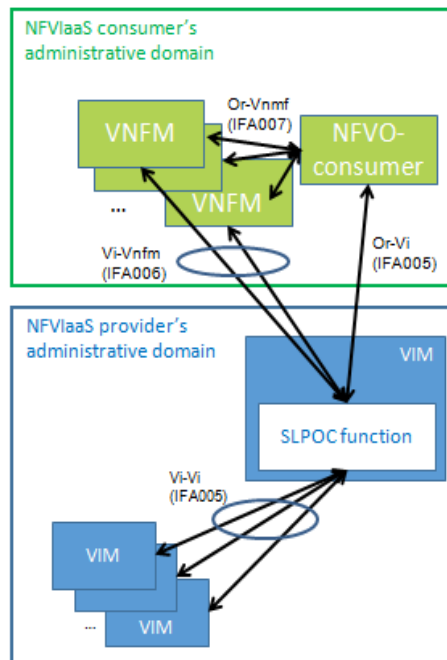 NFVIaaS consumer's
administrative domain
Or-Vnmf
(IFA007)
VNFM
NFVO-
consumer
...
VNFM
Vi-Vnfm
(IFA006)
Or-Vi
(IFA005)
NFVIaaS provider's
administrative domain
VIM
SLPOC function
Vi-Vi
(IFA005)
VIM
...
VIM